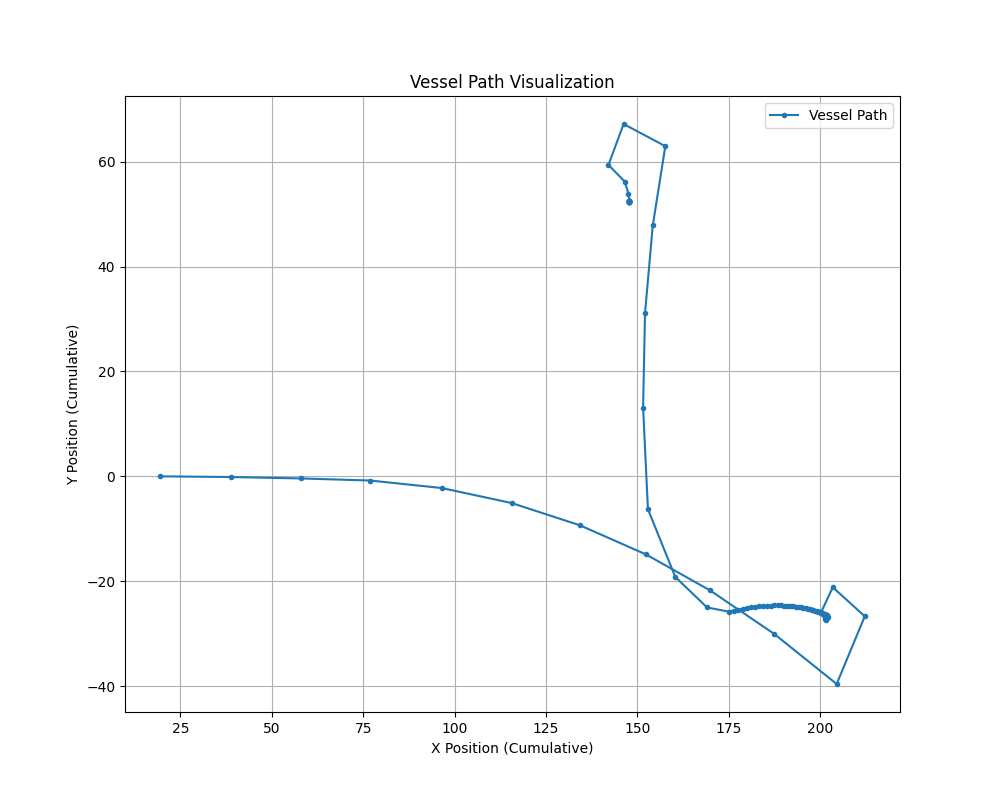 Vessel Path Visualization
Vessel Path
60
40
20
0
−20
−40
Y Position (Cumulative)
25 50 75 100 125 150 175 200
X Position (Cumulative)